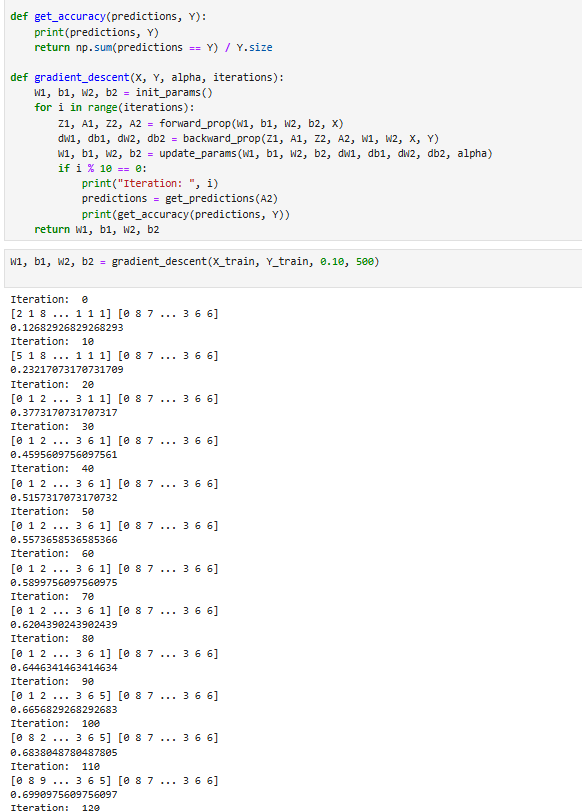 def get_accuracy(predictions, Y):
    print(predictions, Y)
    return np.sum(predictions == Y) / Y.size

def gradient_descent(X, Y, alpha, iterations):
    W1, b1, W2, b2 = init_params()
    for i in range(iterations):
        Z1, A1, Z2, A2 = forward_prop(W1, b1, W2, b2, X)
        dW1, db1, dW2, db2 = backward_prop(Z1, A1, Z2, A2, W1, W2, X, Y)
        W1, b1, W2, b2 = update_params(W1, b1, W2, b2, dW1, db1, dW2, db2, alpha)
        if i % 10 == 0:
            print("Iteration: ", i)
            predictions = get_predictions(A2)
            print(get_accuracy(predictions, Y))
    return W1, b1, W2, b2

W1, b1, W2, b2 = gradient_descent(X_train, Y_train, 0.10, 500)

Iteration:  0
[2 1 8 ... 1 1 1] [0 8 7 ... 3 6 6]
0.12682926829268293
Iteration:  10
[5 1 8 ... 1 1 1] [0 8 7 ... 3 6 6]
0.23217073170731709
Iteration:  20
[0 1 2 ... 3 1 1] [0 8 7 ... 3 6 6]
0.3773170731707317
Iteration:  30
[0 1 2 ... 3 6 1] [0 8 7 ... 3 6 6]
0.4595609756097561
Iteration:  40
[0 1 2 ... 3 6 1] [0 8 7 ... 3 6 6]
0.5157317073170732
Iteration:  50
[0 1 2 ... 3 6 1] [0 8 7 ... 3 6 6]
0.5573658536585366
Iteration:  60
[0 1 2 ... 3 6 1] [0 8 7 ... 3 6 6]
0.5899756097560975
Iteration:  70
[0 1 2 ... 3 6 1] [0 8 7 ... 3 6 6]
0.6204390243902439
Iteration:  80
[0 1 2 ... 3 6 1] [0 8 7 ... 3 6 6]
0.6446341463414634
Iteration:  90
[0 1 2 ... 3 6 5] [0 8 7 ... 3 6 6]
0.6656829268292683
Iteration:  100
[0 8 2 ... 3 6 5] [0 8 7 ... 3 6 6]
0.6838048780487805
Iteration:  110
[0 8 9 ... 3 6 5] [0 8 7 ... 3 6 6]
0.6990975609756097
Iteration:  120